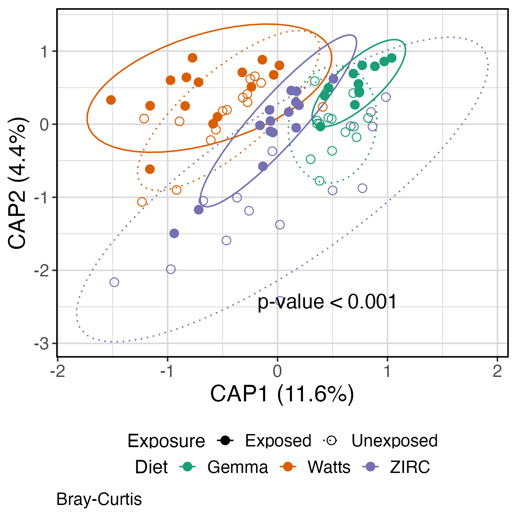 1
0
-1
-2
-3
CAP2 (4.4%)
p-value < 0.001
-2 -1 0 1 2
CAP1 (11.6%)
Exposure Exposed Unexposed
Diet Gemma Watts ZIRC
Bray-Curtis